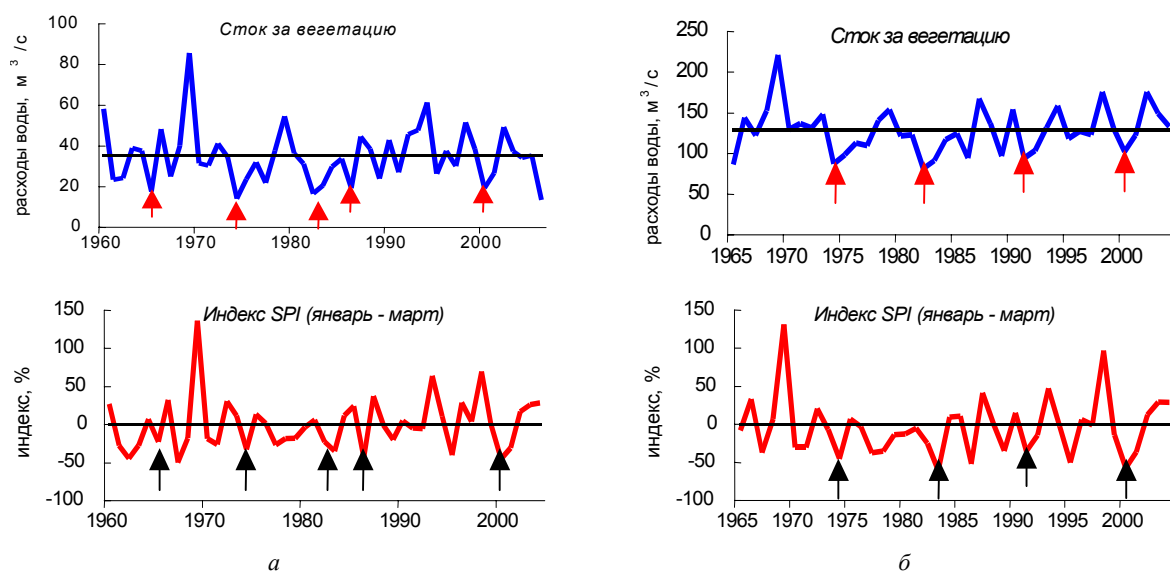 Сток за вегетацию
расходы воды, м 3 /с
100
80
60
40
20
0
1960 1970 1980 1990 2000
Сток за вегетацию
расходы воды, м 3 /с
250
200
150
100
50
0
1965 1970 1975 1980 1985 1990 1995 2000
Индекс SPI (январь - март)
индекс, %
150
100
50
0
-50
-100
1960 1970 1980 1990 2000
а
Индекс SPI (январь - март)
индекс, %
150
100
50
0
-50
-100
1965 1970 1975 1980 1985 1990 1995 2000
б